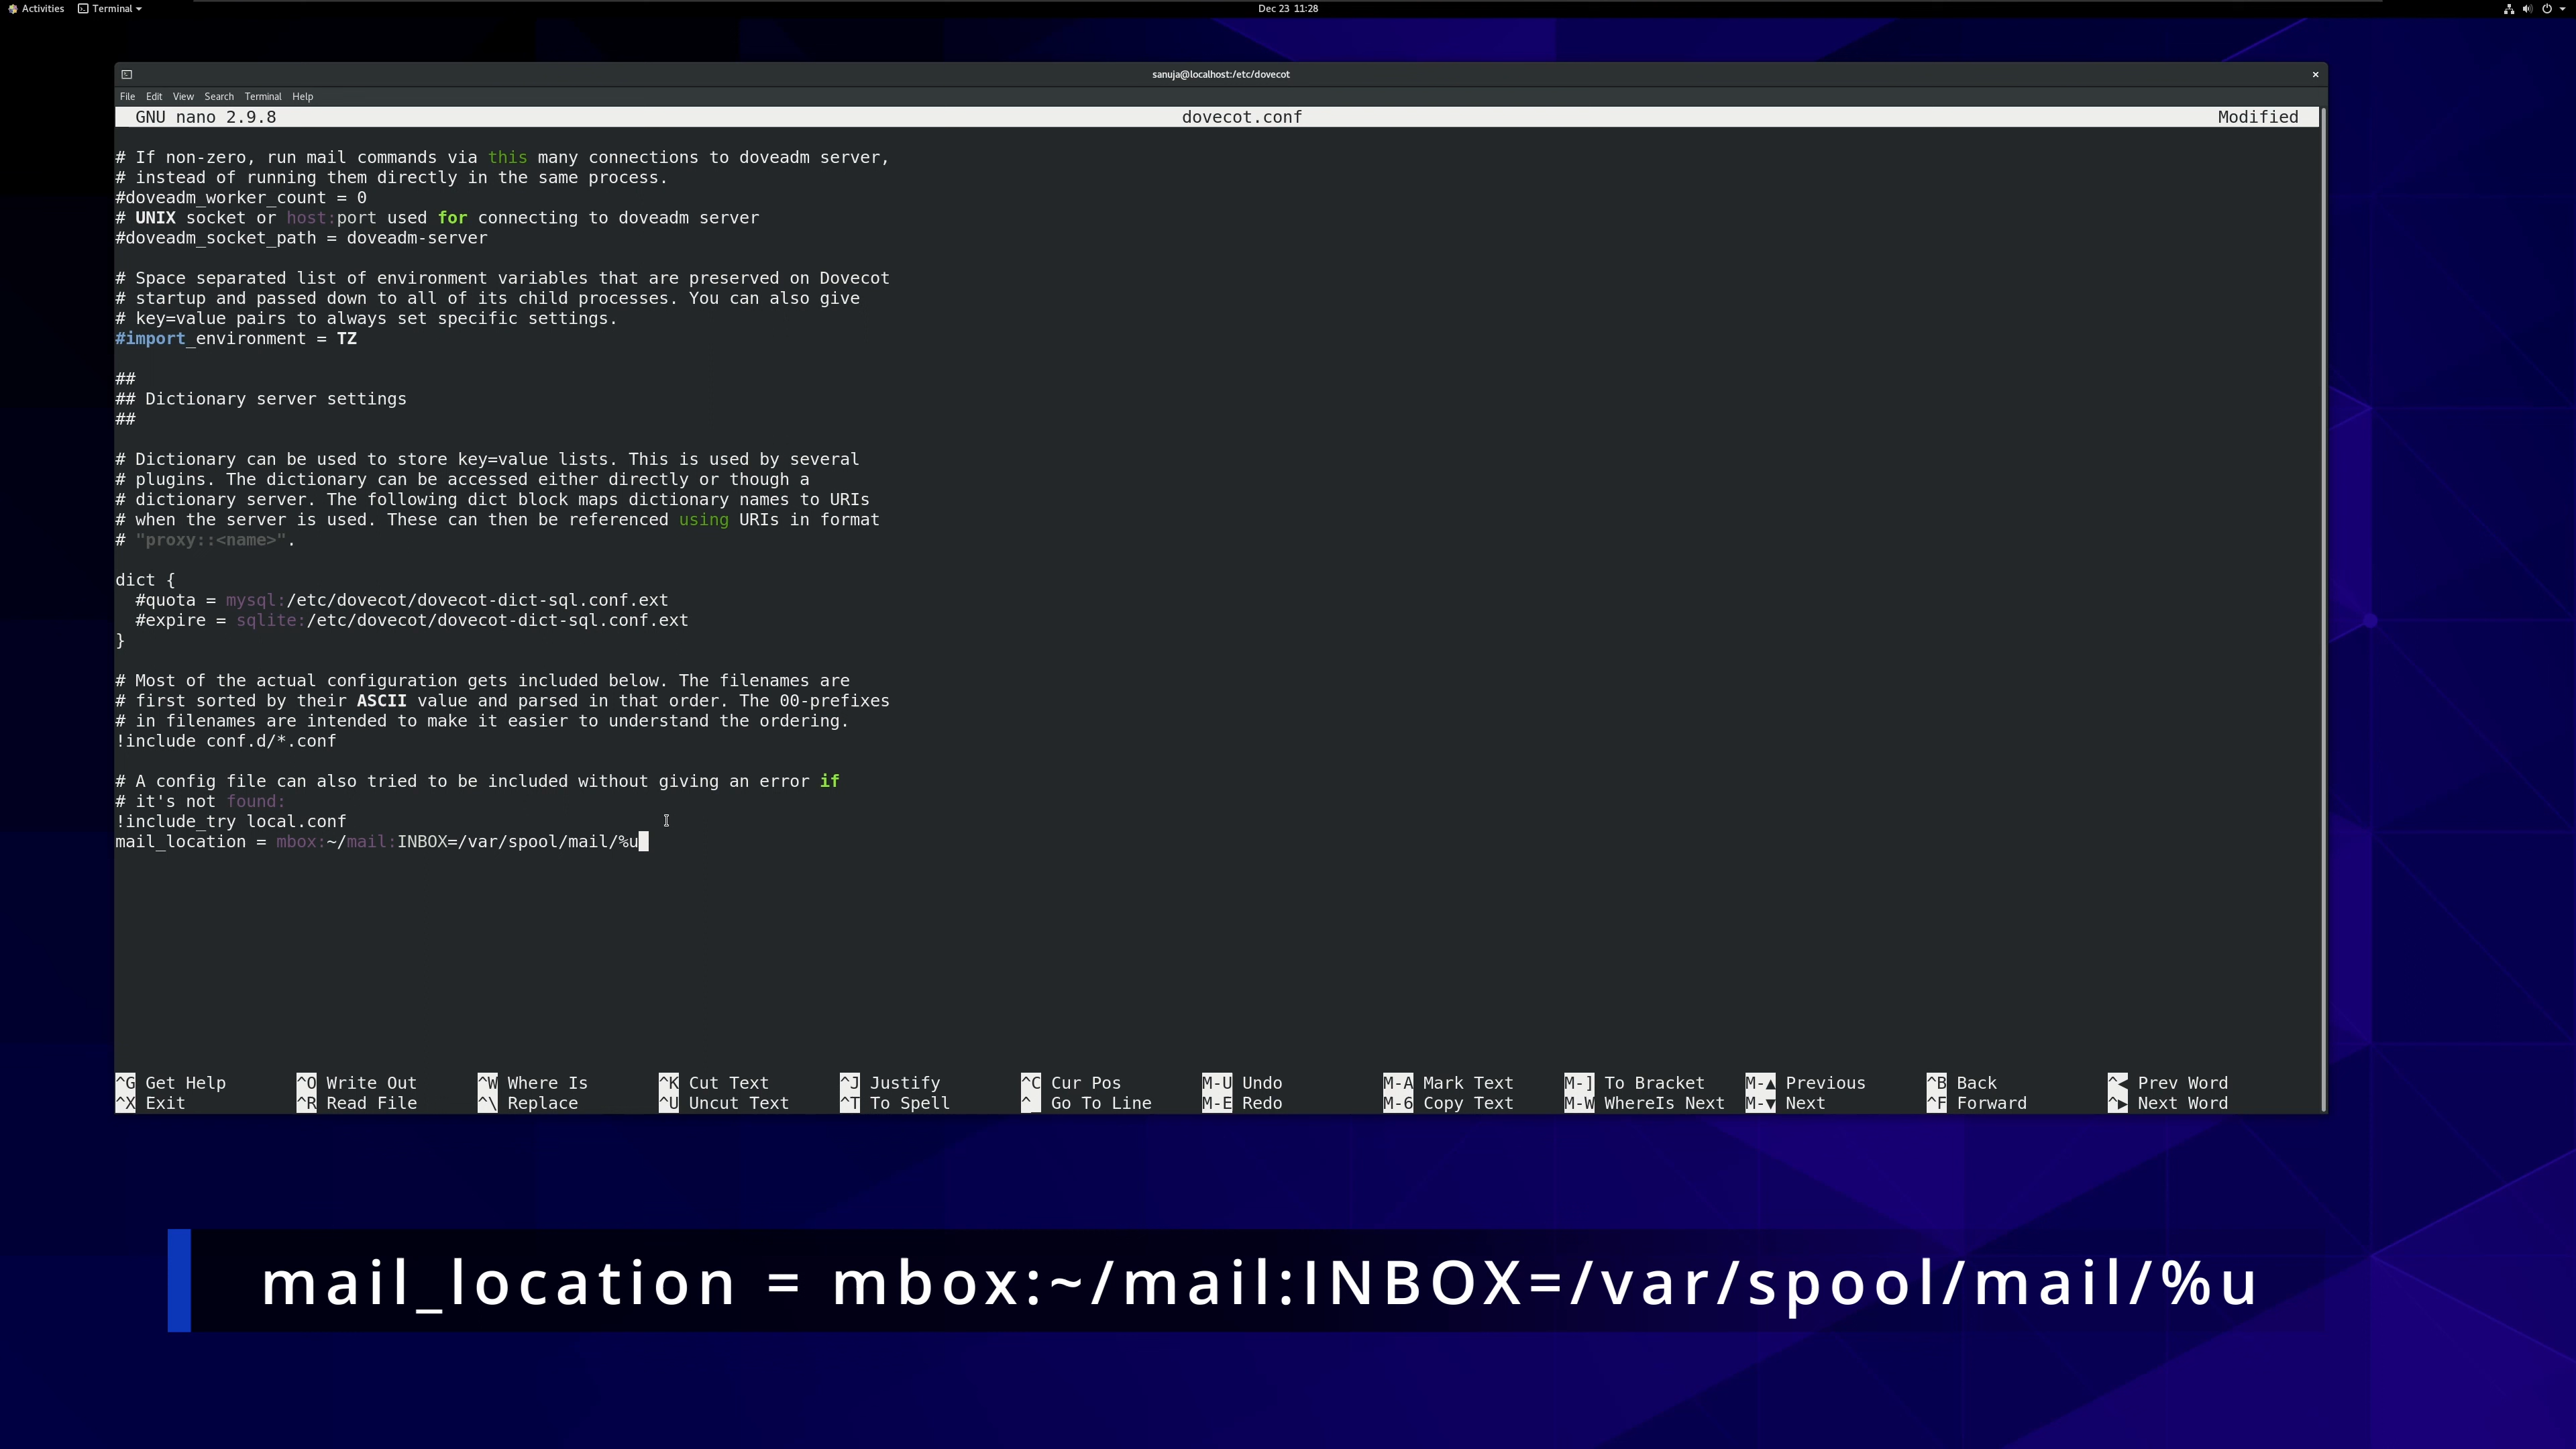 Activities Terminal Dec 23 11:28
sanuja@localhost:/etc/dovecot ×
File Edit View Search Terminal Help
GNU nano 2.9.8 dovecot.conf Modified
# If non-zero, run mail commands via this many connections to doveadm server,
# instead of running them directly in the same process.
#doveadm_worker_count = 0
# UNIX socket or host:port used for connecting to doveadm server
#doveadm_socket_path = doveadm-server
# Space separated list of environment variables that are preserved on Dovecot
# startup and passed down to all of its child processes. You can also give
# key=value pairs to always set specific settings.
#import_environment = TZ
##
## Dictionary server settings
##
# Dictionary can be used to store key=value lists. This is used by several
# plugins. The dictionary can be accessed either directly or though a
# dictionary server. The following dict block maps dictionary names to URIs
# when the server is used. These can then be referenced using URIs in format
# "proxy::<name>".
dict {
  #quota = mysql:/etc/dovecot/dovecot-dict-sql.conf.ext
  #expire = sqlite:/etc/dovecot/dovecot-dict-sql.conf.ext
}
# Most of the actual configuration gets included below. The filenames are
# first sorted by their ASCII value and parsed in that order. The 00-prefixes
# in filenames are intended to make it easier to understand the ordering.
!include conf.d/*.conf
# A config file can also tried to be included without giving an error if
# it's not found:
!include_try local.conf
mail_location = mbox:~/mail:INBOX=/var/spool/mail/%u
^G Get Help ^O Write Out ^W Where Is ^K Cut Text ^J Justify ^C Cur Pos M-U Undo M-A Mark Text M-] To Bracket M-▲ Previous ^B Back ^◀ Prev Word
^X Exit ^R Read File ^\ Replace ^U Uncut Text ^T To Spell ^_ Go To Line M-E Redo M-6 Copy Text M-W WhereIs Next M-▼ Next ^F Forward ^▶ Next Word
mail_location = mbox:~/mail:INBOX=/var/spool/mail/%u